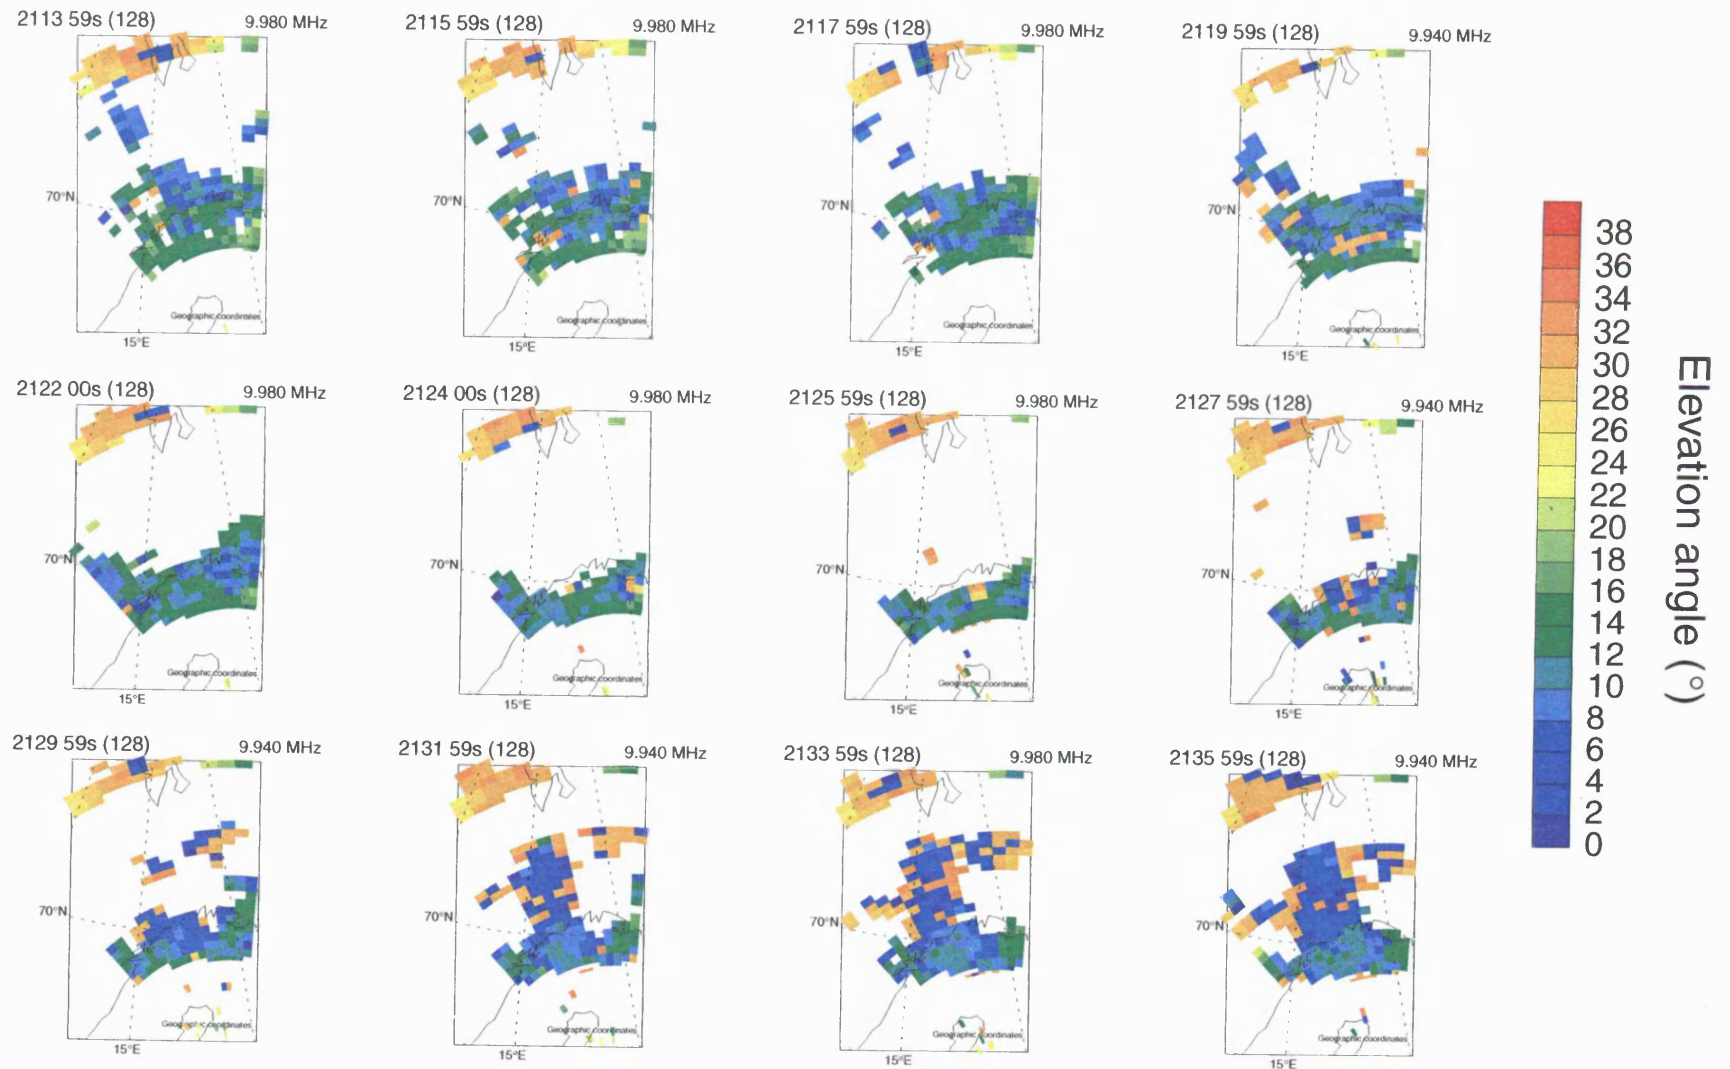 2113 59s (128) 9.980 MHz
2115 59s (128) 9.980 MHz
2117 59s (128) 9.980 MHz
2119 59s (128) 9.940 MHz
70°N
70°N
70°N
70°N
Geographic coordinates
Geographic coordinates
Geographic coordinates
Geographic coordinates
15°E
15°E
15°E
15°E
2122 00s (128) 9.980 MHz
2124 00s (128) 9.980 MHz
2125 59s (128) 9.980 MHz
2127 59s (128) 9.940 MHz
70°N
70°N
70°N
70°N
Geographic coordinates
Geographic coordinates
Geographic coordinates
Geographic coordinates
15°E
15°E
15°E
15°E
2129 59s (128) 9.940 MHz
2131 59s (128) 9.940 MHz
2133 59s (128) 9.980 MHz
2135 59s (128) 9.940 MHz
70°N
70°N
70°N
70°N
Geographic coordinates
Geographic coordinates
Geographic coordinates
Geographic coordinates
15°E
15°E
15°E
15°E
38
36
34
32
30
28
26
24
22
20
18
16
14
12
10
8
6
4
2
0
Elevation angle (°)